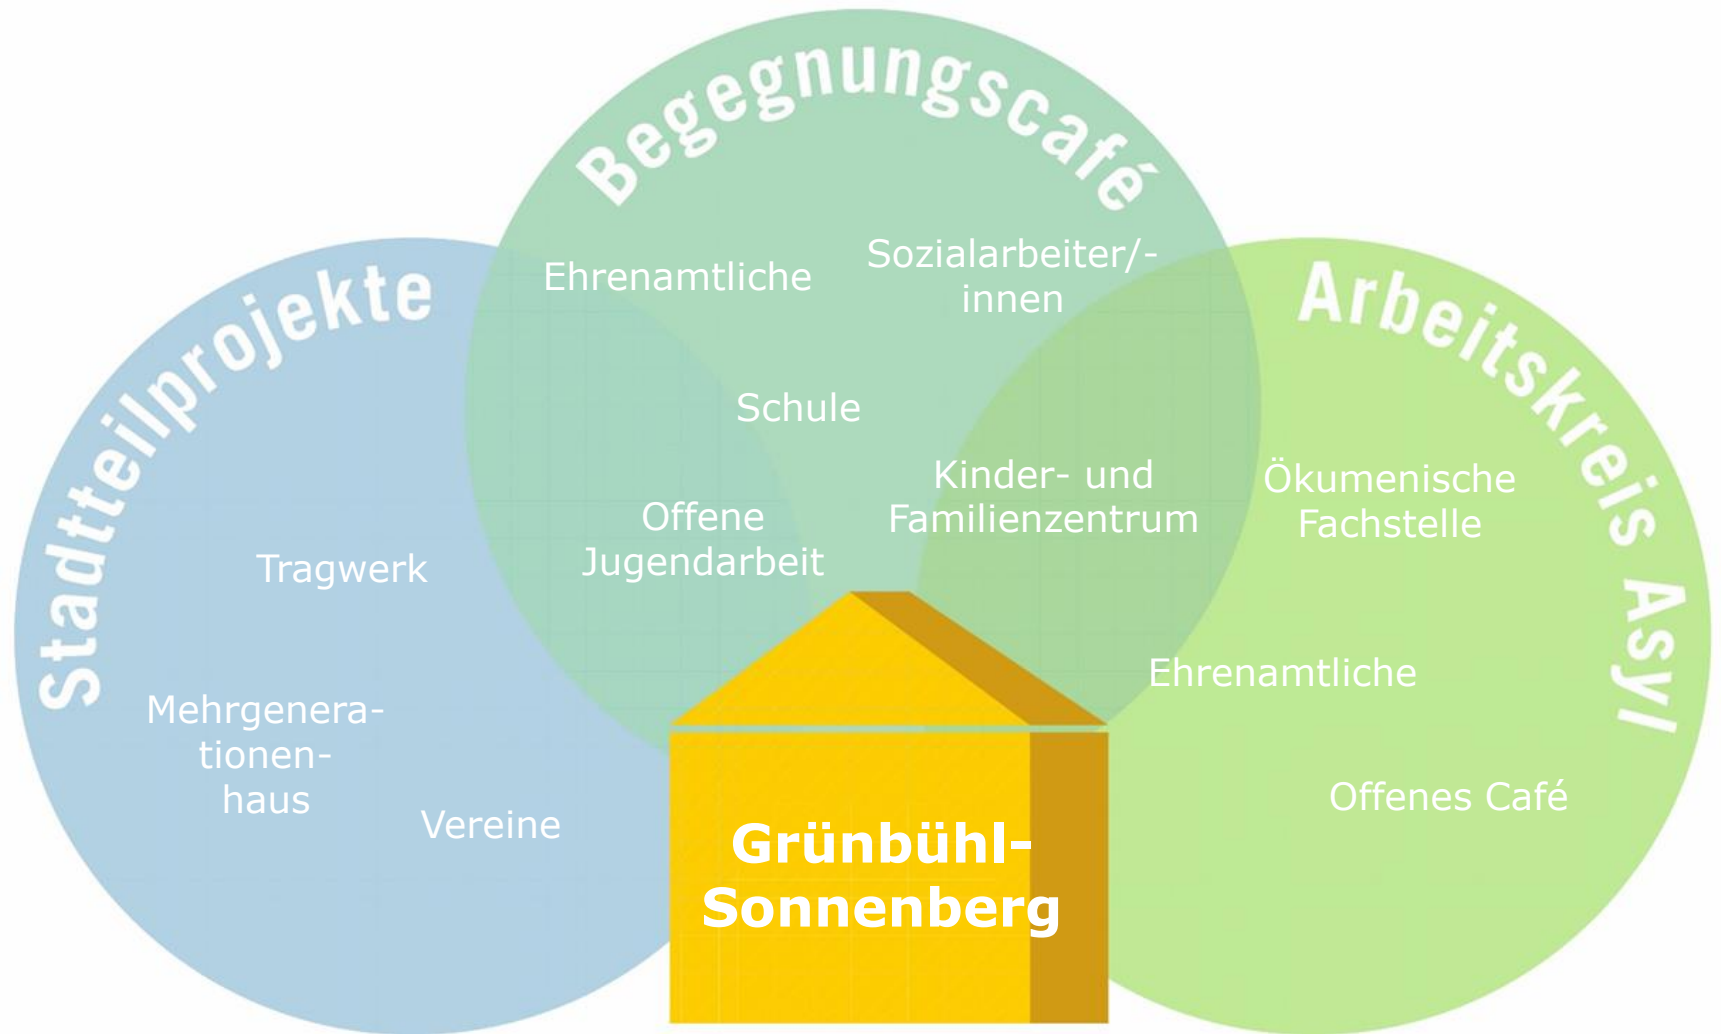 Begegnungscafé
Stadtteilprojekte
Arbeitskreis Asyl
Ehrenamtliche
Sozialarbeiter/-
innen
Schule
Kinder- und
Familienzentrum
Offene
Jugendarbeit
Ökumenische
Fachstelle
Tragwerk
Ehrenamtliche
Mehrgenera-
tionen-
haus
Vereine
Offenes Café
Grünbühl-
Sonnenberg